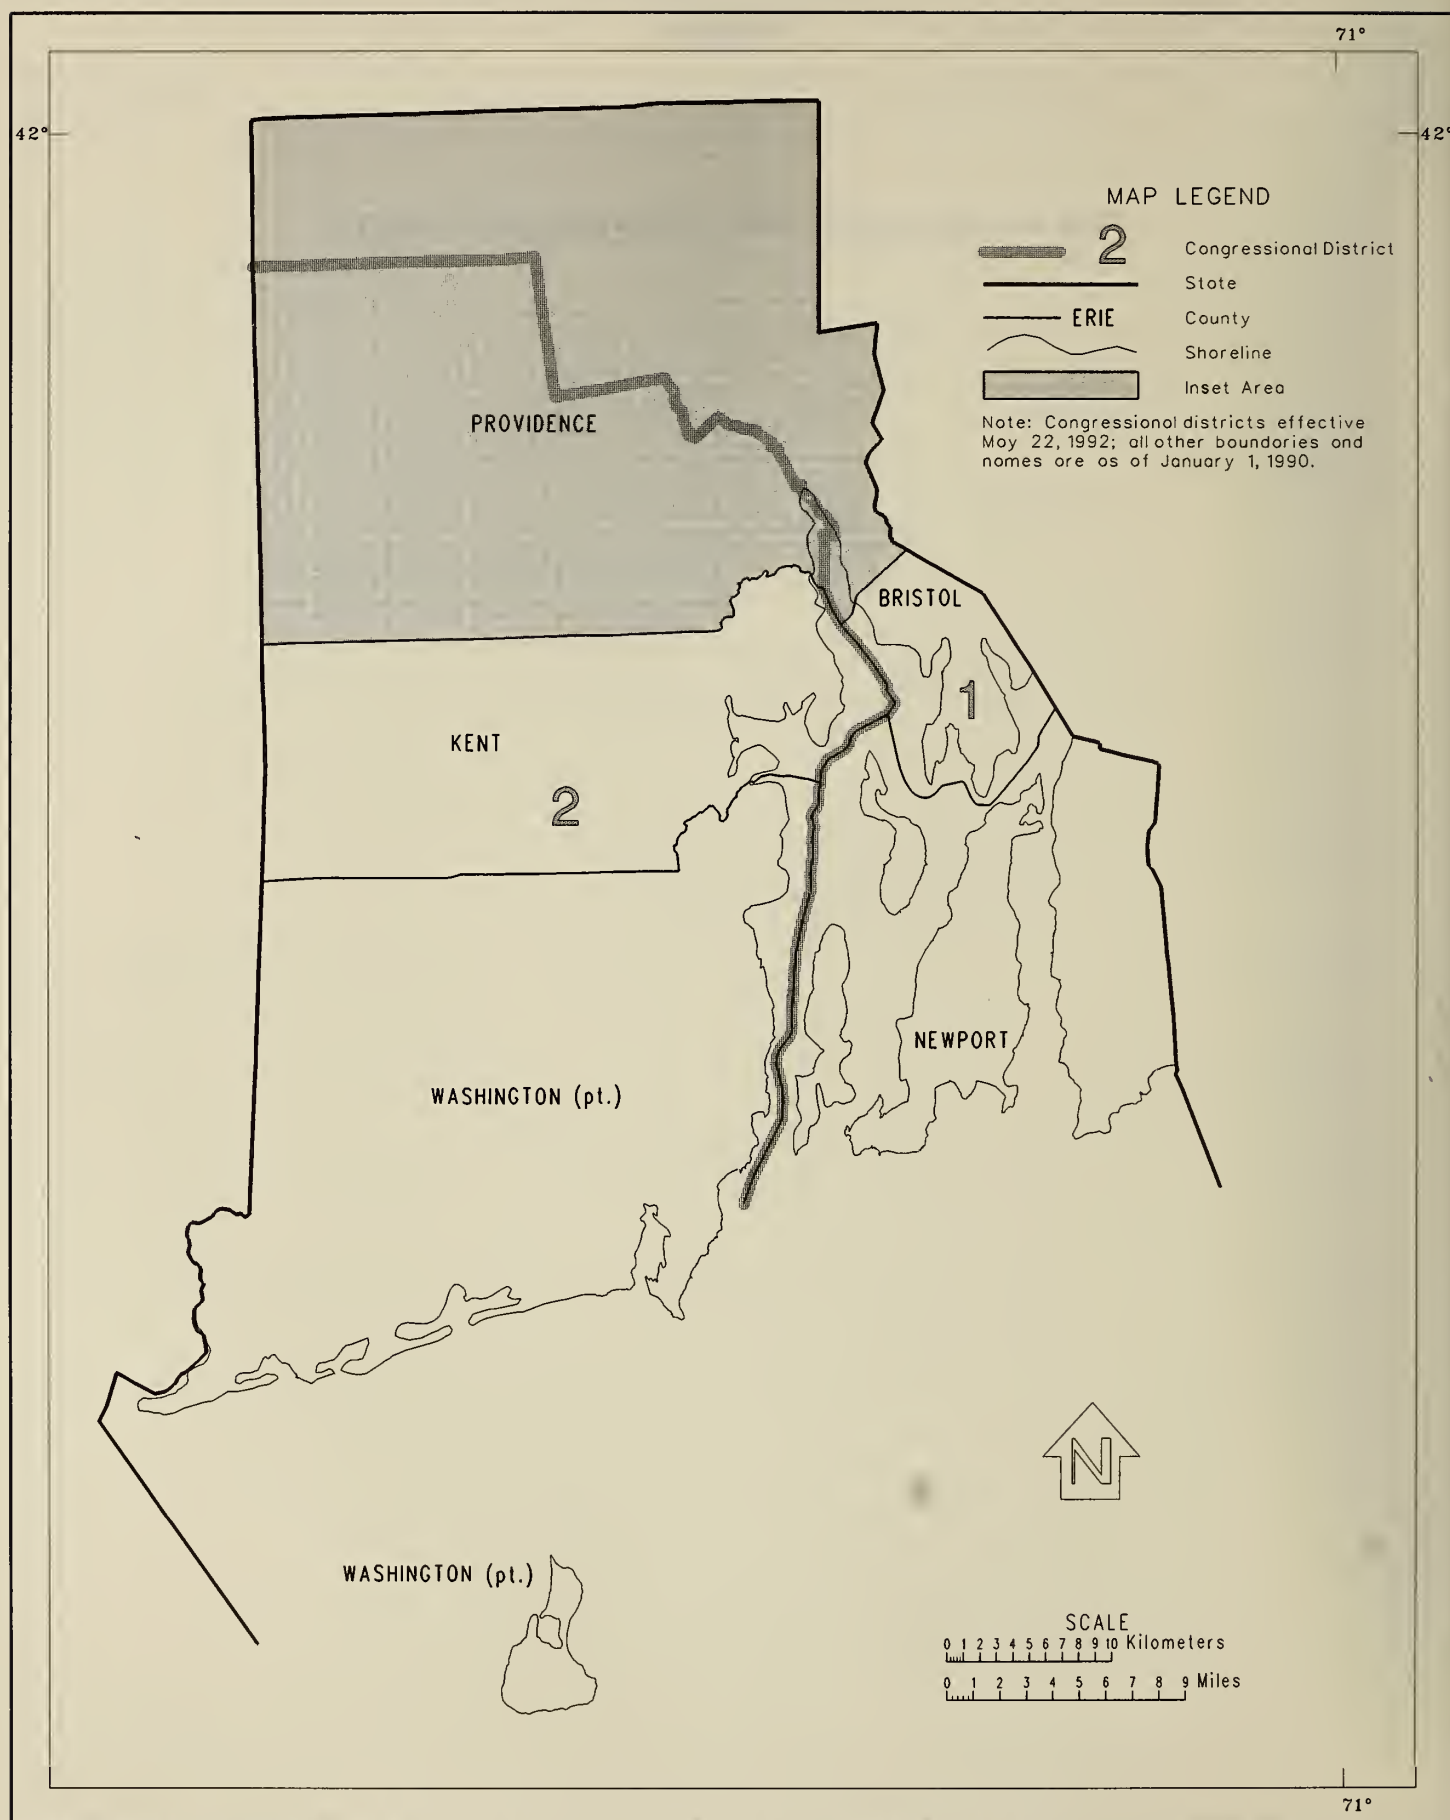 71°
42°
42°
MAP LEGEND
2 Congressional District
State
ERIE County
Shoreline
Inset Area
Note: Congressional districts effective
May 22, 1992; all other boundaries and
names are as of January 1, 1990.
PROVIDENCE
BRISTOL
1
KENT
2
NEWPORT
WASHINGTON (pt.)
N
WASHINGTON (pt.)
SCALE
0 1 2 3 4 5 6 7 8 9 10 Kilometers
0 1 2 3 4 5 6 7 8 9 Miles
71°